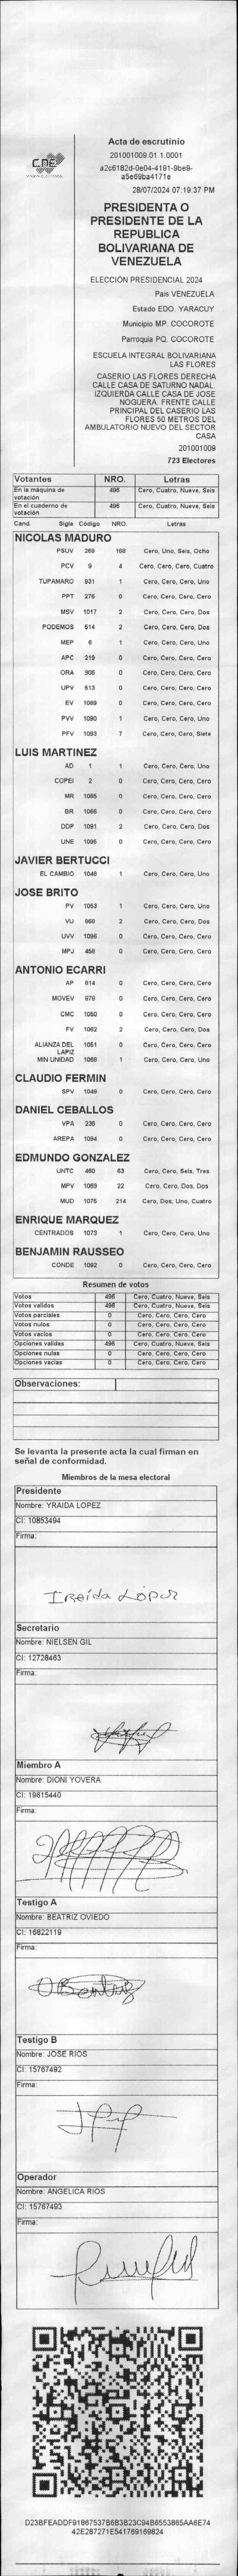 CNE
Acta de escrutinio
201001009.01.1.0001
a2c6182d-0e04-4191-9be9-
a5e69ba4171e
28/07/2024 07:19:37 PM
PRESIDENTA O
PRESIDENTE DE LA
REPUBLICA
BOLIVARIANA DE
VENEZUELA
ELECCIÓN PRESIDENCIAL 2024
Pais VENEZUELA
Estado EDO. YARACUY
Municipio MP. COCOROTE
Parroquia PQ. COCOROTE
ESCUELA INTEGRAL BOLIVARIANA
LAS FLORES
CASERIO LAS FLORES DERECHA
CALLE CASA DE SATURNO NADAL.
IZQUIERDA CALLE CASA DE JOSE
NOGUERA. FRENTE CALLE
PRINCIPAL DEL CASERIO LAS
FLORES 50 METROS DEL
AMBULATORIO NUEVO DEL SECTOR
CASA
201001009
723 Electores
Votantes NRO. Letras
En la máquina de votación 496 Cero, Cuatro, Nueve, Seis
En el cuaderno de votación 496 Cero, Cuatro, Nueve, Seis
Cand. Sigla Código NRO. Letras
NICOLAS MADURO
PSUV 269 168 Cero, Uno, Seis, Ocho
PCV 9 4 Cero, Cero, Cero, Cuatro
TUPAMARO 931 1 Cero, Cero, Cero, Uno
PPT 276 0 Cero, Cero, Cero, Cero
MSV 1017 2 Cero, Cero, Cero, Dos
PODEMOS 514 2 Cero, Cero, Cero, Dos
MEP 6 1 Cero, Cero, Cero, Uno
APC 219 0 Cero, Cero, Cero, Cero
ORA 906 0 Cero, Cero, Cero, Cero
UPV 613 0 Cero, Cero, Cero, Cero
EV 1089 0 Cero, Cero, Cero, Cero
PVV 1090 1 Cero, Cero, Cero, Uno
PFV 1093 7 Cero, Cero, Cero, Siete
LUIS MARTINEZ
AD 1 1 Cero, Cero, Cero, Uno
COPEI 2 0 Cero, Cero, Cero, Cero
MR 1065 0 Cero, Cero, Cero, Cero
BR 1066 0 Cero, Cero, Cero, Cero
DDP 1091 2 Cero, Cero, Cero, Dos
UNE 1095 0 Cero, Cero, Cero, Cero
JAVIER BERTUCCI
EL CAMBIO 1048 1 Cero, Cero, Cero, Uno
JOSE BRITO
PV 1053 1 Cero, Cero, Cero, Uno
VU 868 2 Cero, Cero, Cero, Dos
UVV 1096 0 Cero, Cero, Cero, Cero
MPJ 458 0 Cero, Cero, Cero, Cero
ANTONIO ECARRI
AP 814 0 Cero, Cero, Cero, Cero
MOVEV 979 0 Cero, Cero, Cero, Cero
CMC 1050 0 Cero, Cero, Cero, Cero
FV 1062 2 Cero, Cero, Cero, Dos
ALIANZA DEL LAPIZ 1051 0 Cero, Cero, Cero, Cero
MIN UNIDAD 1068 1 Cero, Cero, Cero, Uno
CLAUDIO FERMIN
SPV 1049 0 Cero, Cero, Cero, Cero
DANIEL CEBALLOS
VPA 236 0 Cero, Cero, Cero, Cero
AREPA 1094 0 Cero, Cero, Cero, Cero
EDMUNDO GONZALEZ
UNTC 460 63 Cero, Cero, Seis, Tres
MPV 1069 22 Cero, Cero, Dos, Dos
MUD 1075 214 Cero, Dos, Uno, Cuatro
ENRIQUE MARQUEZ
CENTRADOS 1073 1 Cero, Cero, Cero, Uno
BENJAMIN RAUSSEO
CONDE 1092 0 Cero, Cero, Cero, Cero
Resumen de votos
Votos 496 Cero, Cuatro, Nueve, Seis
Votos validos 496 Cero, Cuatro, Nueve, Seis
Votos parciales 0 Cero, Cero, Cero, Cero
Votos nulos 0 Cero, Cero, Cero, Cero
Votos vacios 0 Cero, Cero, Cero, Cero
Opciones validas 496 Cero, Cuatro, Nueve, Seis
Opciones nulas 0 Cero, Cero, Cero, Cero
Opciones vacias 0 Cero, Cero, Cero, Cero
Observaciones:
Se levanta la presente acta la cual firman en
señal de conformidad.
Miembros de la mesa electoral
Presidente
Nombre: YRAIDA LOPEZ
CI: 10853494
Firma:
Iraida López
Secretario
Nombre: NIELSEN GIL
CI: 12728463
Firma:
Miembro A
Nombre: DIONI YOVERA
CI: 19615440
Firma:
Testigo A
Nombre: BEATRIZ OVIEDO
CI: 16822119
Firma:
Testigo B
Nombre: JOSE RIOS
CI: 15767492
Firma:
Operador
Nombre: ANGELICA RIOS
CI: 15767493
Firma:
D23BFEADDF91867537B6B3B23C94B6553865AA6E74
42E287271E541769169824